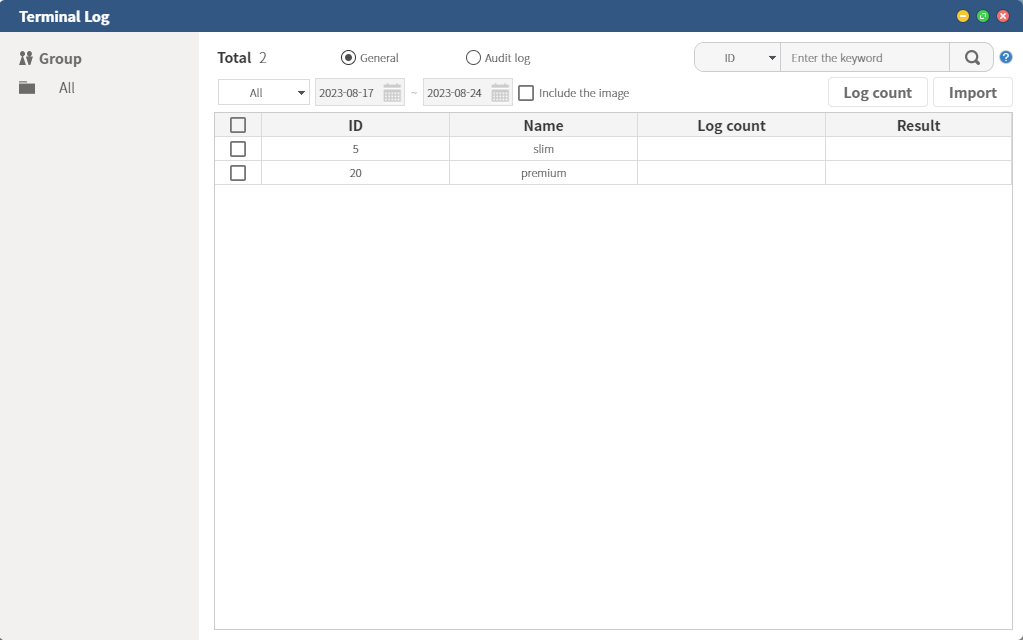 Terminal Log
Group
All
Total 2
General
Audit log
ID
Enter the keyword
?
All
2023-08-17
~
2023-08-24
Include the image
Log count
Import
ID Name Log count Result
5 slim
20 premium